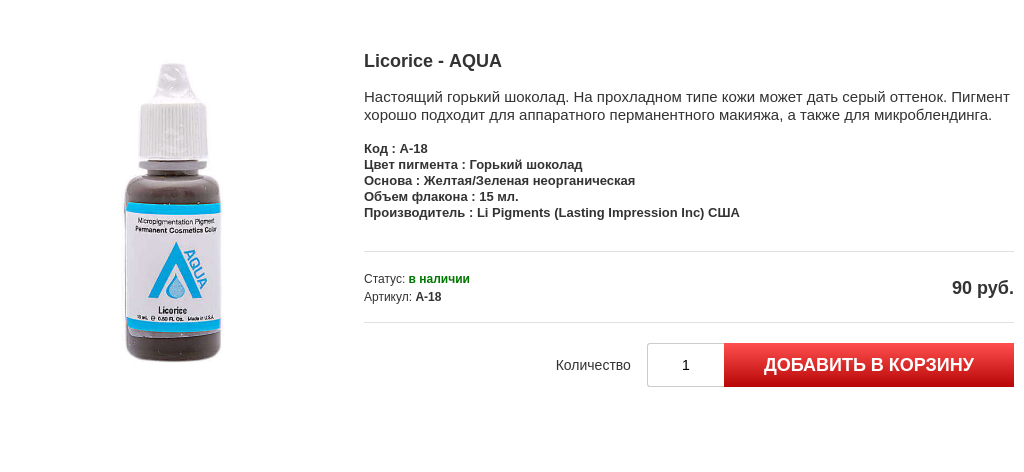 Licorice - AQUA
Настоящий горький шоколад. На прохладном типе кожи может дать серый оттенок. Пигмент
хорошо подходит для аппаратного перманентного макияжа, а также для микроблендинга.
Код : A-18
Цвет пигмента : Горький шоколад
Основа : Желтая/Зеленая неорганическая
Объем флакона : 15 мл.
Производитель : Li Pigments (Lasting Impression Inc) США
Micropigmentation Pigment
Permanent Cosmetics Color
AQUA
Licorice
15 mL ℮ 0.50 Fl. Oz. Made in U.S.A.
Статус: в наличии
Артикул: A-18
90 руб.
Количество
1
ДОБАВИТЬ В КОРЗИНУ